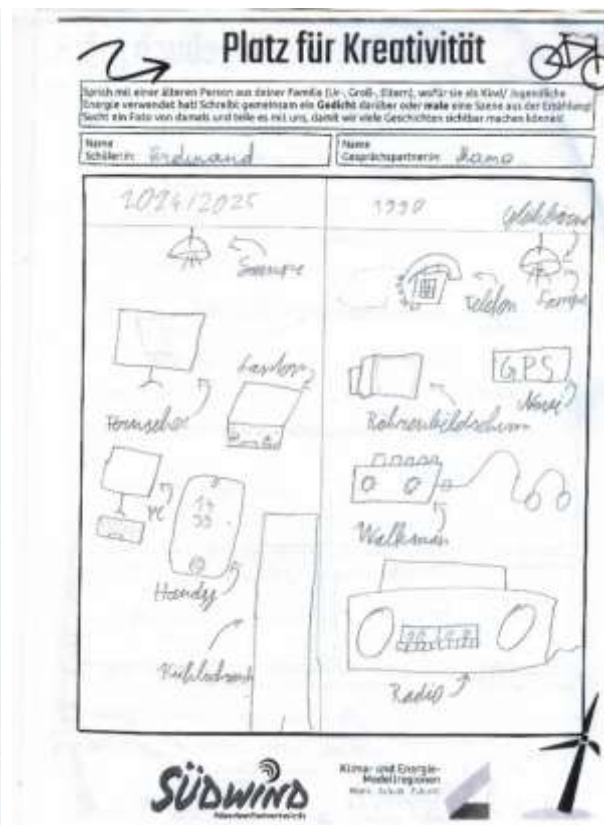 Platz für Kreativität
Sprich mit einer älteren Person aus deiner Familie (Ur-, Groß-, Eltern), wofür sie als Kind/ Jugendliche
Energie verwendet hat! Schreibt gemeinsam ein Gedicht darüber oder male eine Szene aus der Erzählung!
Sucht ein Foto von damals und teile es mit uns, damit wir viele Geschichten sichtbar machen können!
Name
Schüler:in: Ferdinand
Name
Gesprächspartner:in: Mama
2024/2025
1990
Glühbirne
Lampe
Telefon
Lampe
Laptop
GPS
Fernseher
Röhrenbildschirm
PC
Walkman
Handy
Kühlschrank
Radio
SÜDWIND
Niederösterreich
Klima- und Energie-
Modellregionen